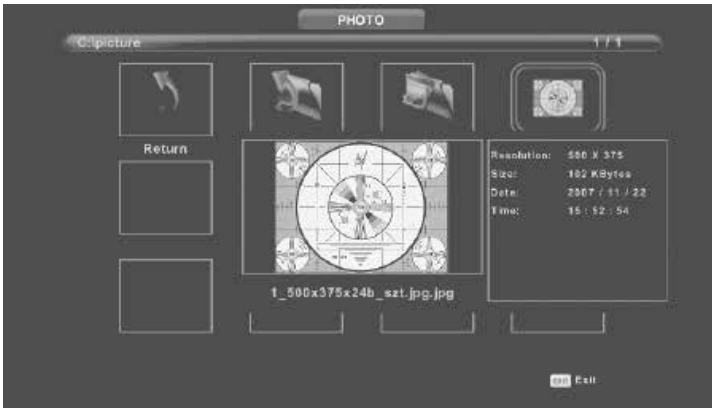 PHOTO
C:\picture
1 / 1
Return
Resolution: 500 X 375
Size: 102 KBytes
Date: 2007 / 11 / 22
Time: 15 : 52 : 54
1_500x375x24b_szt.jpg.jpg
Exit